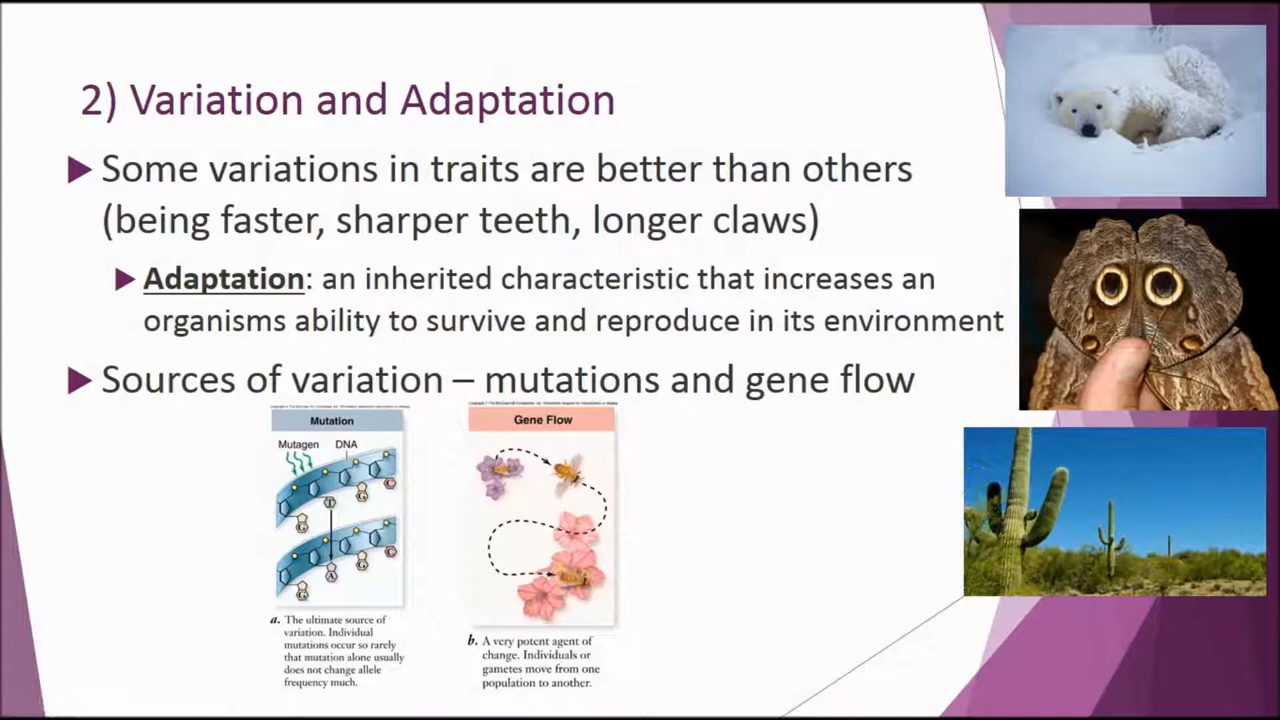 2) Variation and Adaptation
Some variations in traits are better than others
(being faster, sharper teeth, longer claws)
Adaptation: an inherited characteristic that increases an
organisms ability to survive and reproduce in its environment
Sources of variation – mutations and gene flow
Mutation
Mutagen DNA
G
T
G
C
G
A
G
C
a. The ultimate source of
variation. Individual
mutations occur so rarely
that mutation alone usually
does not change allele
frequency much.
Gene Flow
b. A very potent agent of
change. Individuals or
gametes move from one
population to another.